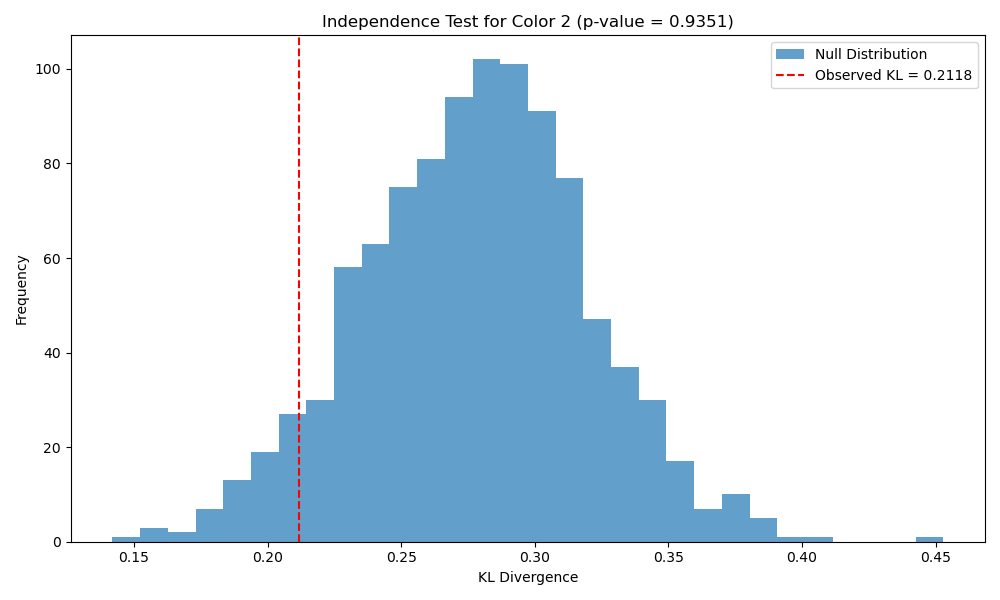 Independence Test for Color 2 (p-value = 0.9351)
Null Distribution
Observed KL = 0.2118
Frequency
100
80
60
40
20
0
0.15 0.20 0.25 0.30 0.35 0.40 0.45
KL Divergence